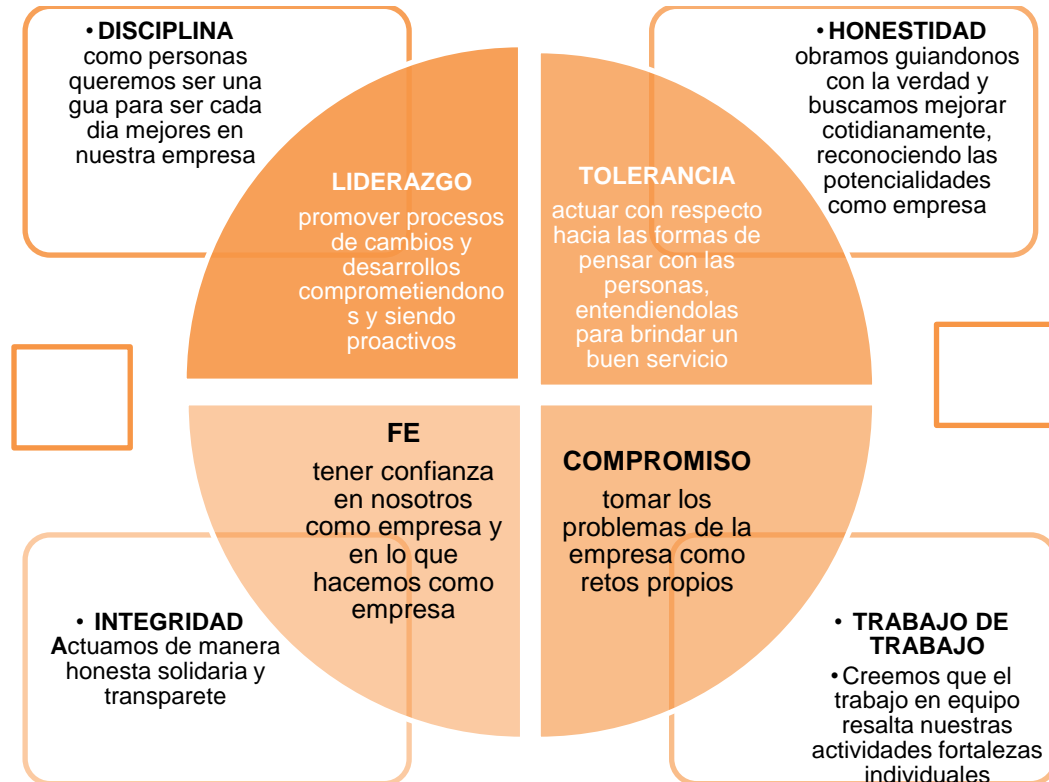 • DISCIPLINA
como personas
queremos ser una
gua para ser cada
dia mejores en
nuestra empresa
• HONESTIDAD
obramos guiandonos
con la verdad y
buscamos mejorar
cotidianamente,
reconociendo las
potencialidades
como empresa
LIDERAZGO
promover procesos
de cambios y
desarrollos
comprometiendono
s y siendo
proactivos
TOLERANCIA
actuar con respecto
hacia las formas de
pensar con las
personas,
entendiendolas
para brindar un
buen servicio
FE
tener confianza
en nosotros
como empresa y
en lo que
hacemos como
empresa
COMPROMISO
tomar los
problemas de la
empresa como
retos propios
• INTEGRIDAD
Actuamos de manera
honesta solidaria y
transparete
• TRABAJO DE
TRABAJO
• Creemos que el
trabajo en equipo
resalta nuestras
actividades fortalezas
individuales